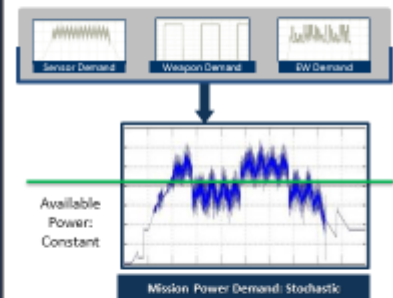 Sensor Demand
Weapon Demand
EW Demand
Available
Power:
Constant
Mission Power Demand: Stochastic